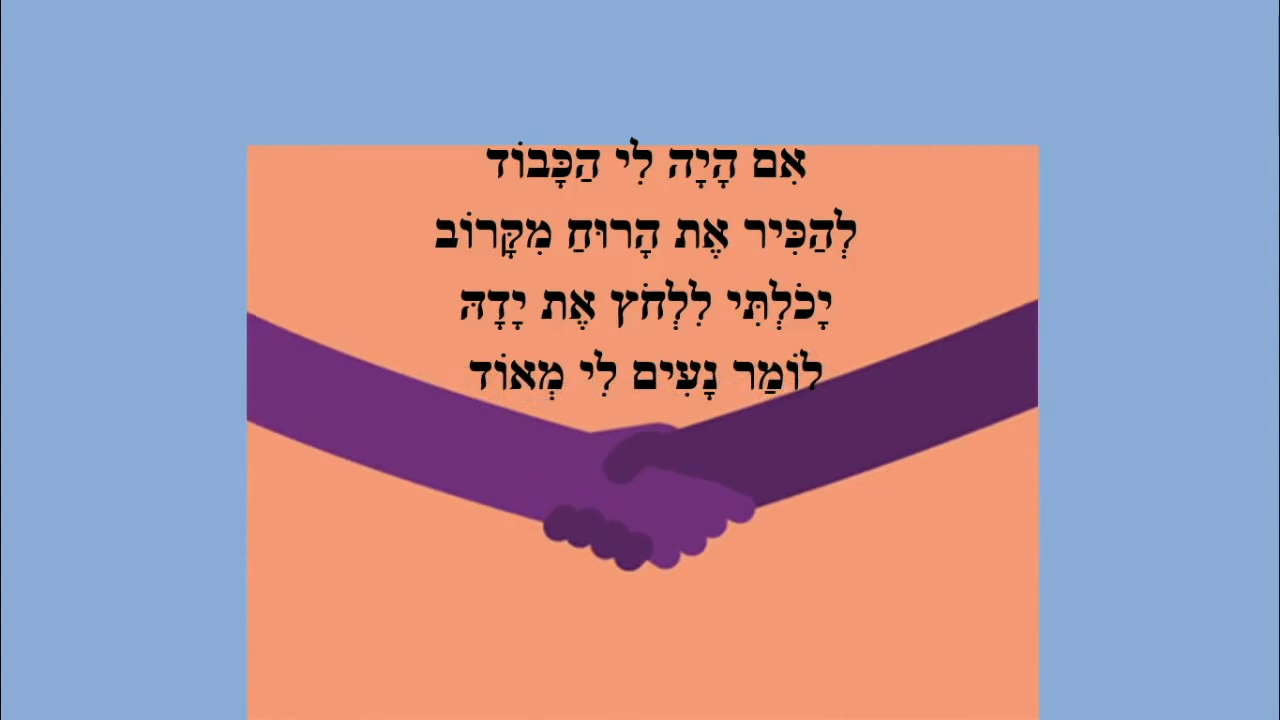 אִם הָיָה לִי הַכָּבוֹד
לְהַכִּיר אֶת הָרוּחַ מִקָּרוֹב
יָכֹלְתִּי לִלְחֹץ אֶת יָדָהּ
לוֹמַר נָעִים לִי מְאוֹד